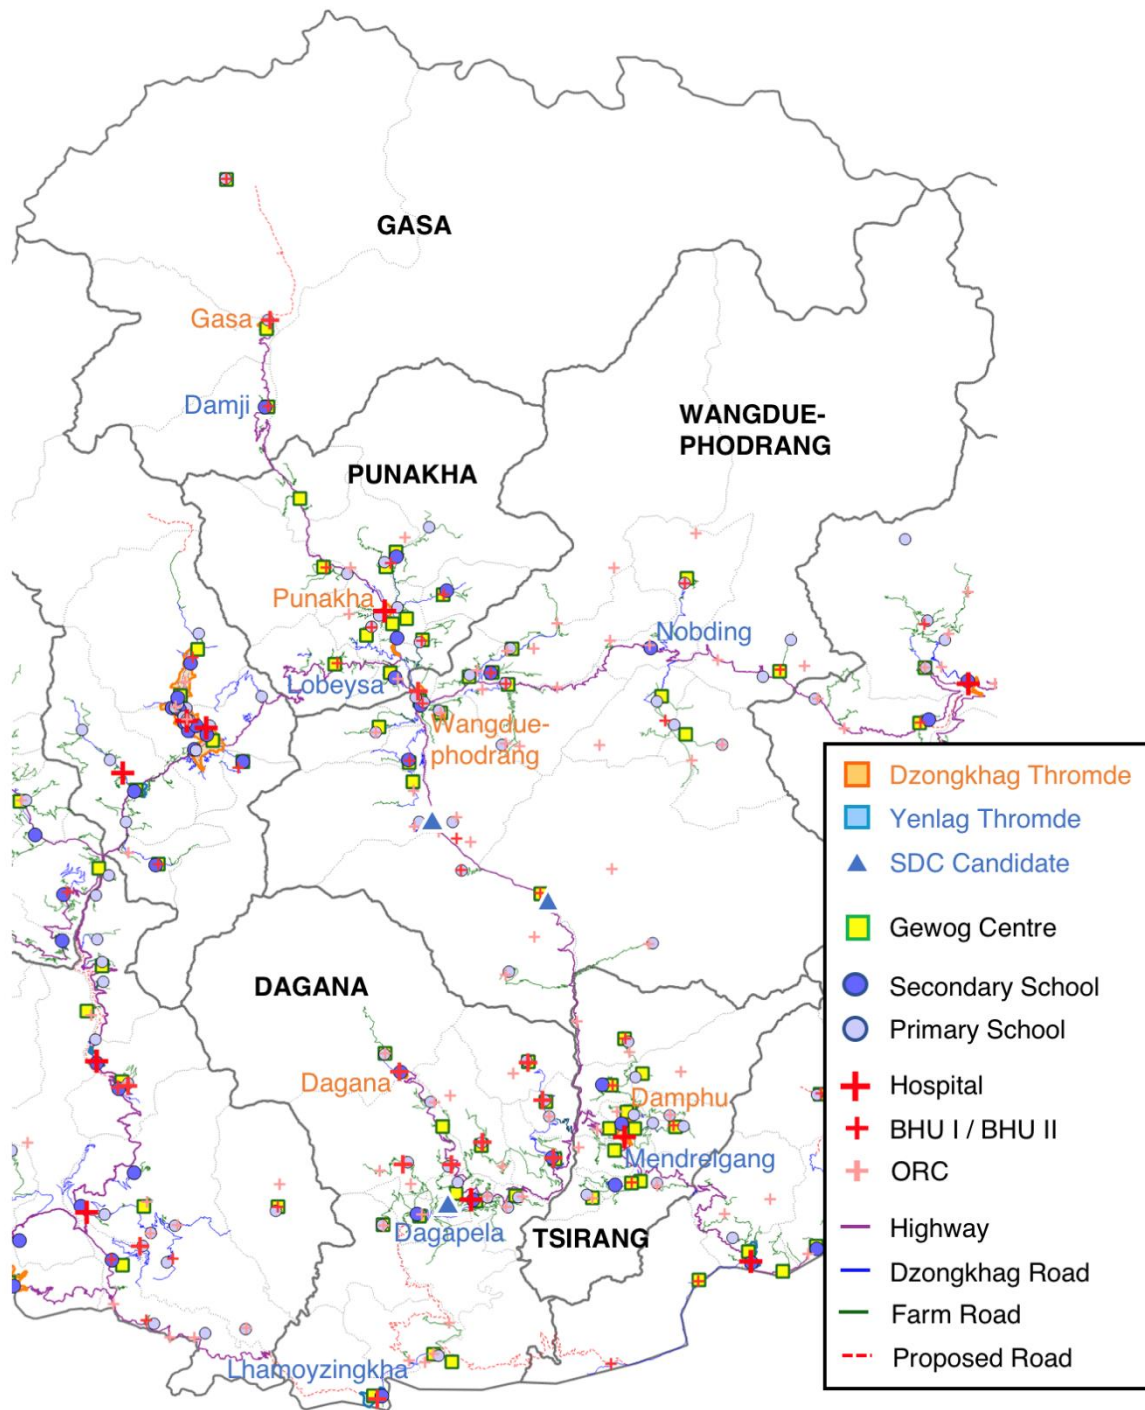 GASA
Gasa
Damji
WANGDUE-
PHODRANG
PUNAKHA
Punakha
Nobding
Lobeysa
Wangdue-
phodrang
DAGANA
Dagana
Damphu
Mendrelgang
Dagapela
TSIRANG
Lhamoyzingkha
Dzongkhag Thromde
Yenlag Thromde
SDC Candidate
Gewog Centre
Secondary School
Primary School
Hospital
BHU I / BHU II
ORC
Highway
Dzongkhag Road
Farm Road
Proposed Road